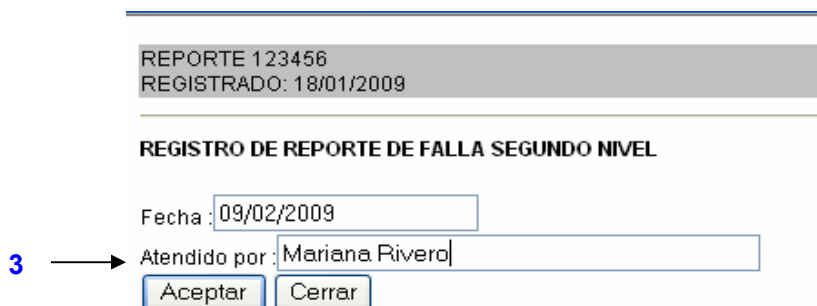 REPORTE 123456
REGISTRADO: 18/01/2009
REGISTRO DE REPORTE DE FALLA SEGUNDO NIVEL
Fecha : 09/02/2009
3 Atendido por : Mariana Rivero
Aceptar Cerrar